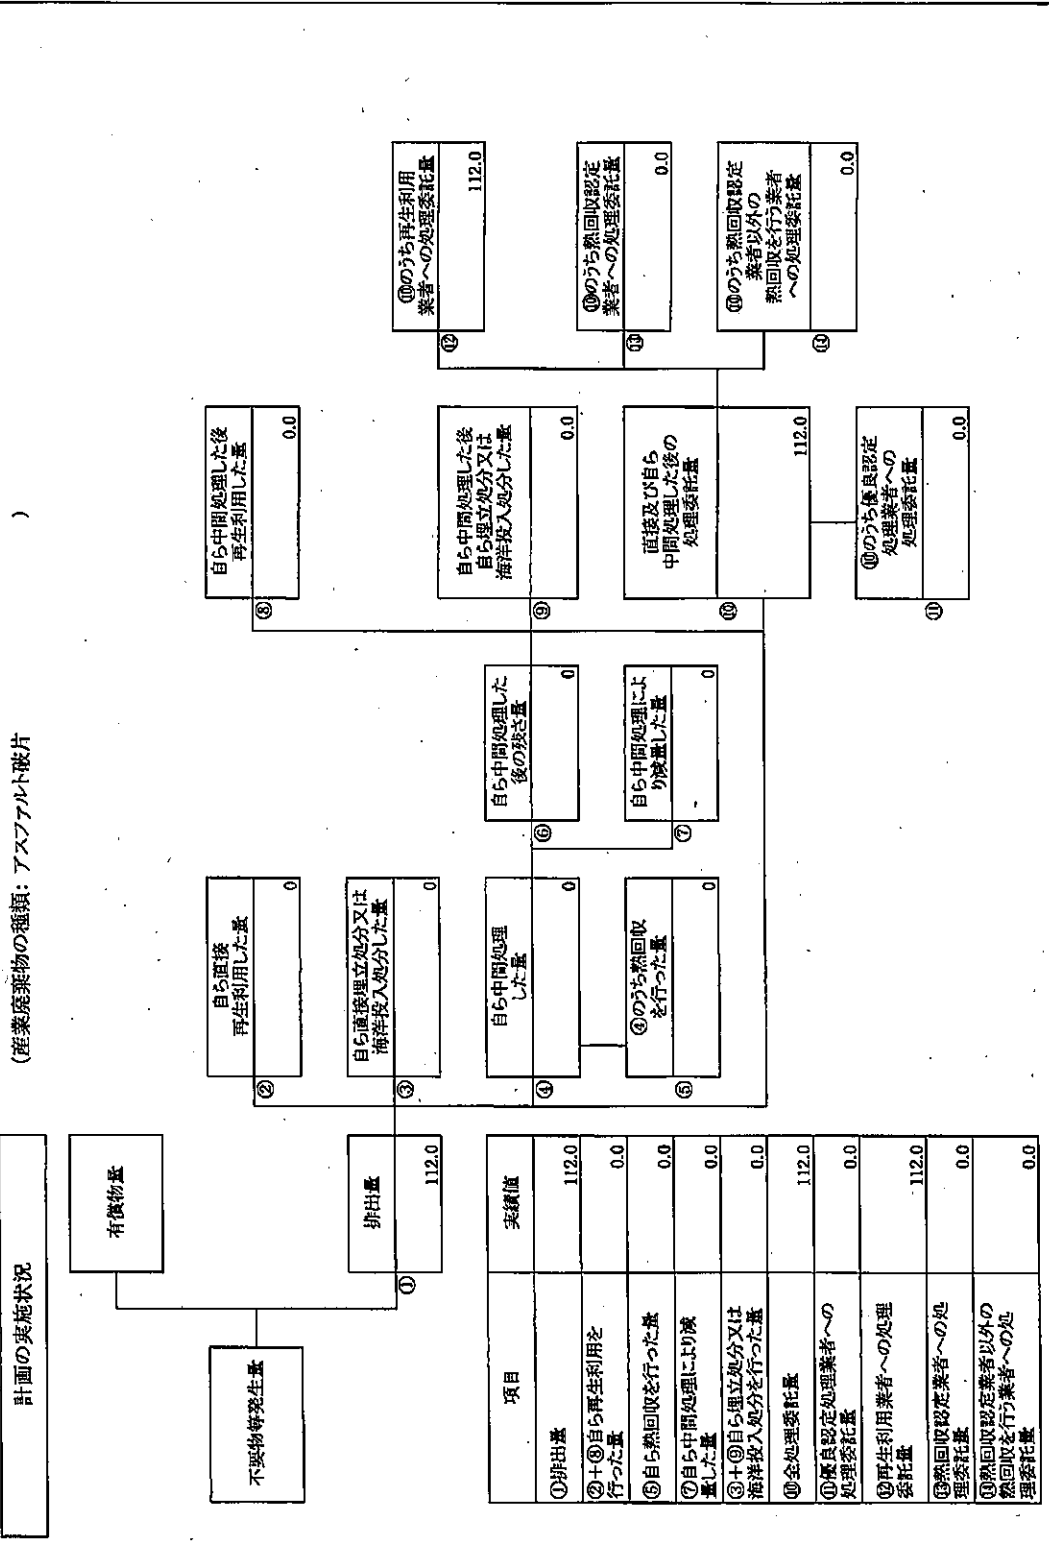 計画の実施状況
(産業廃棄物の種類: アスファルト破片
)
不要物等発生量
有償物量
①
排出量
112.0
②
自ら直接
再生利用した量
0
③
自ら直接埋立処分又は
海洋投入処分した量
0
④
自ら中間処理
した量
0
⑤
④のうち熱回収
を行った量
0
⑥
自ら中間処理した
後の残さ量
0
⑦
自ら中間処理によ
り減量した量
0
⑧
自ら中間処理した後
再生利用した量
0.0
⑨
自ら中間処理した後
自ら埋立処分又は
海洋投入処分した量
0.0
⑩
直接及び自ら
中間処理した後の
処理委託量
112.0
⑪
⑩のうち優良認定
処理業者への
処理委託量
0.0
⑫
⑩のうち再生利用
業者への処理委託量
112.0
⑬
⑩のうち熱回収認定
業者への処理委託量
0.0
⑭
⑩のうち熱回収認定
業者以外の
熱回収を行う業者
への処理委託量
0.0
項目
実績値
①排出量
112.0
②+⑧自ら再生利用を
行った量
0.0
⑤自ら熱回収を行った量
0.0
⑦自ら中間処理により減
量した量
0.0
③+⑨自ら埋立処分又は
海洋投入処分を行った量
0.0
⑩全処理委託量
112.0
⑪優良認定処理業者への
処理委託量
0.0
⑫再生利用業者への処理
委託量
112.0
⑬熱回収認定業者への処
理委託量
0.0
⑭熱回収認定業者以外の
熱回収を行う業者への処
理委託量
0.0